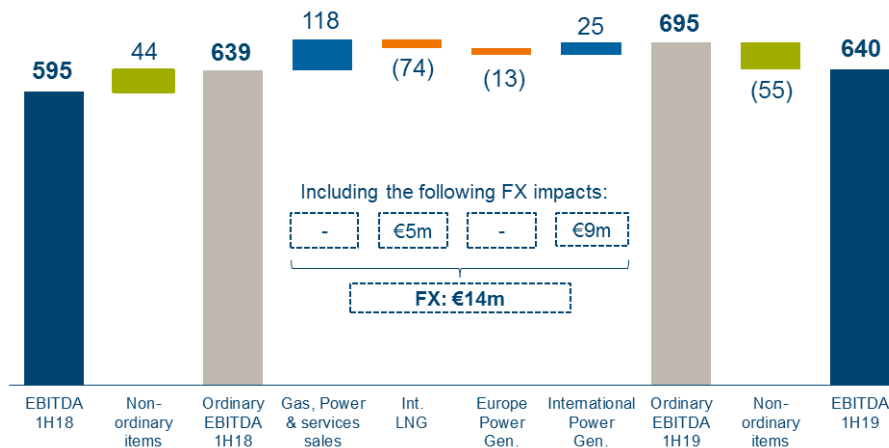 595
44
639
118
(74)
(13)
25
695
(55)
640
Including the following FX impacts:
-
€5m
-
€9m
FX: €14m
EBITDA
1H18
Non-
ordinary
items
Ordinary
EBITDA
1H18
Gas, Power
& services
sales
Int.
LNG
Europe
Power
Gen.
International
Power
Gen.
Ordinary
EBITDA
1H19
Non-
ordinary
items
EBITDA
1H19